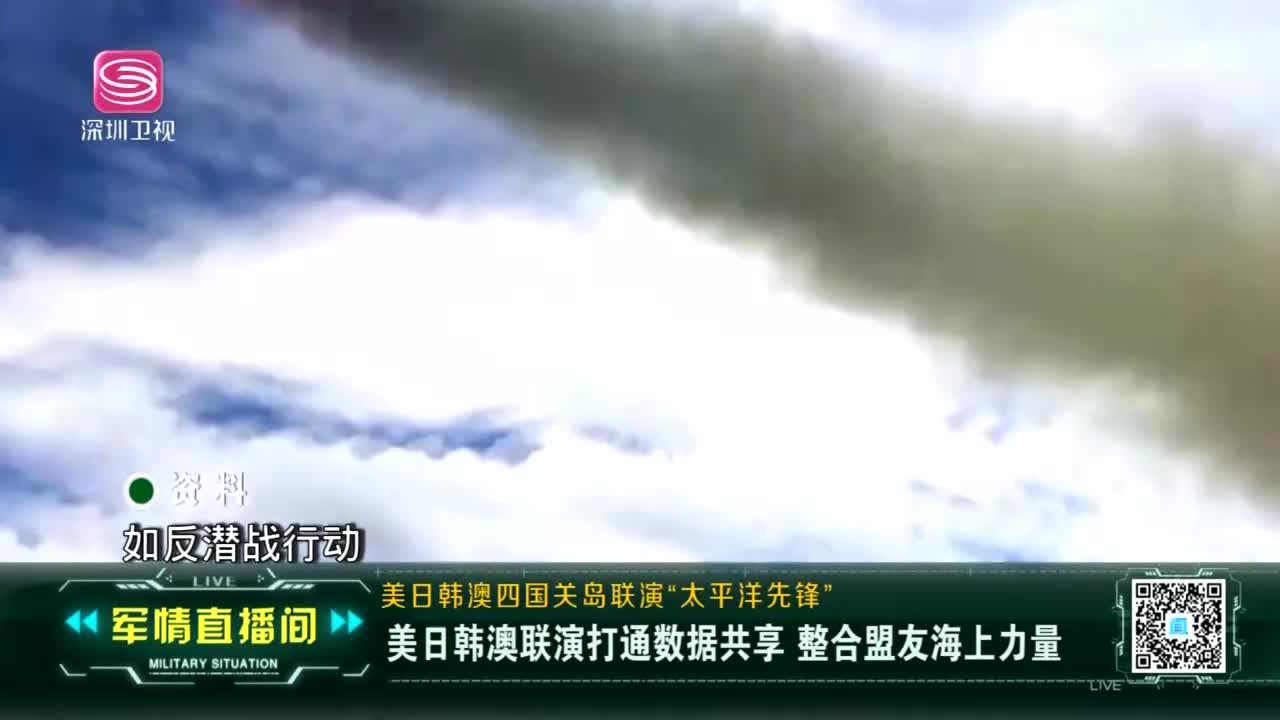 深圳卫视
资料
如反潜战行动
LIVE
军情直播间
MILITARY SITUATION
美日韩澳四国关岛联演“太平洋先锋”
美日韩澳联演打通数据共享 整合盟友海上力量
LIVE